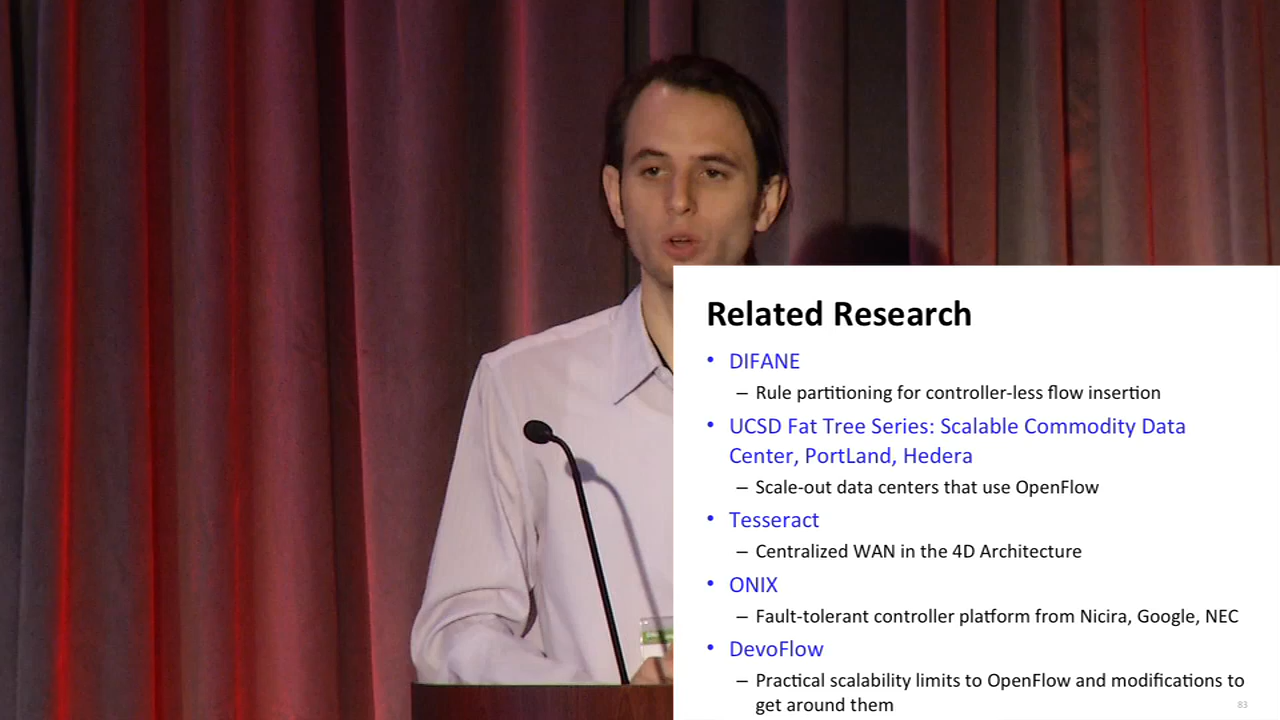 Related Research
• DIFANE
– Rule partitioning for controller-less flow insertion
• UCSD Fat Tree Series: Scalable Commodity Data
Center, PortLand, Hedera
– Scale-out data centers that use OpenFlow
• Tesseract
– Centralized WAN in the 4D Architecture
• ONIX
– Fault-tolerant controller platform from Nicira, Google, NEC
• DevoFlow
– Practical scalability limits to OpenFlow and modifications to
get around them
83